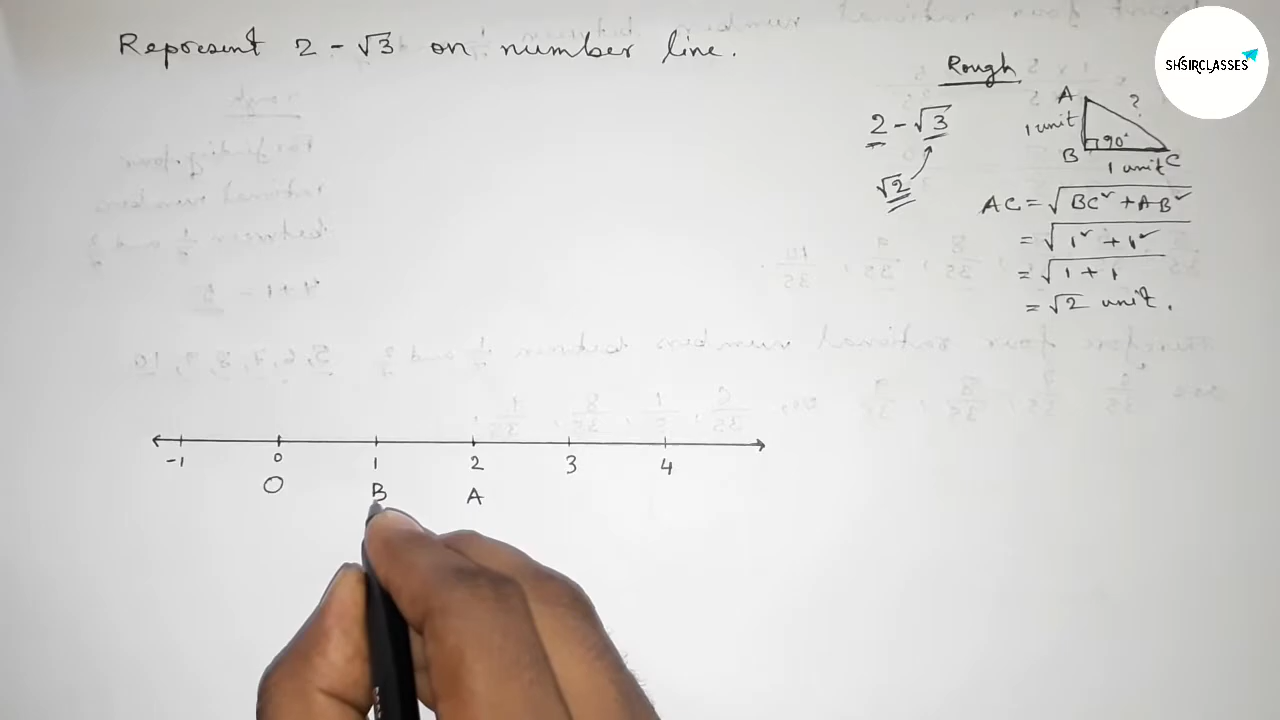 Represent 2 - √3 on number line.
SHSIRCLASSES
Rough
2 - √3
√2
A
?
1 unit
90°
B
1 unit C
AC = √BC² + AB²
= √1² + 1²
= √1 + 1
= √2 unit.
-1 0 1 2 3 4
O B A